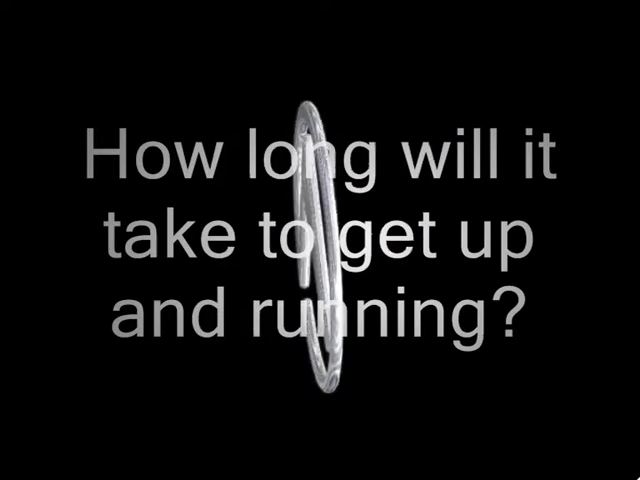 How long will it
take to get up
and running?